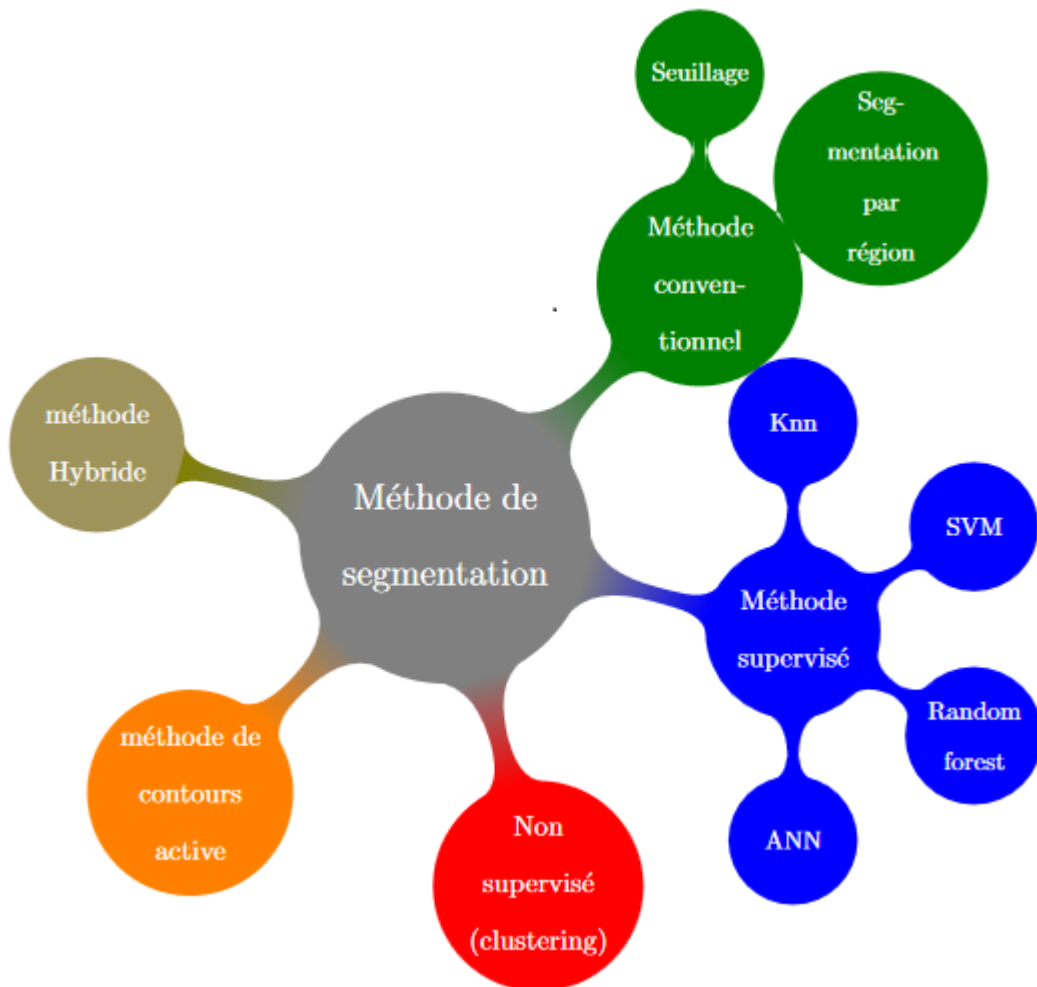 Seuillage
Seg-
mentation
par
région
Méthode
conven-
tionnel
méthode
Hybride
Knn
Méthode de
segmentation
SVM
Méthode
supervisé
Random
forest
méthode de
contours
active
ANN
Non
supervisé
(clustering)